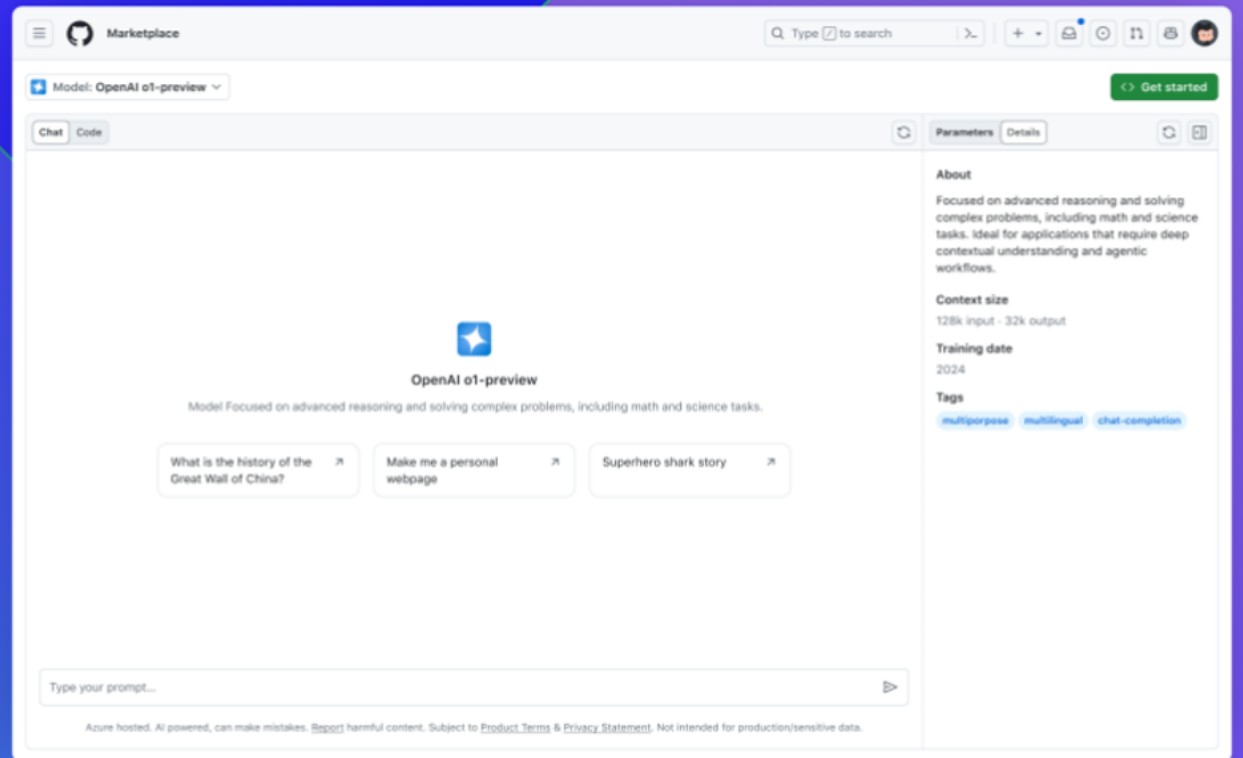 Marketplace
Type / to search
Model: OpenAI o1-preview
Get started
Chat Code
Parameters Details
About
Focused on advanced reasoning and solving
complex problems, including math and science
tasks. Ideal for applications that require deep
contextual understanding and agentic
workflows.
Context size
128k input · 32k output
Training date
2024
Tags
multiporpose multilingual chat-completion
OpenAI o1-preview
Model Focused on advanced reasoning and solving complex problems, including math and science tasks.
What is the history of the
Great Wall of China?
Make me a personal
webpage
Superhero shark story
Type your prompt...
Azure hosted. AI powered, can make mistakes. Report harmful content. Subject to Product Terms & Privacy Statement. Not intended for production/sensitive data.